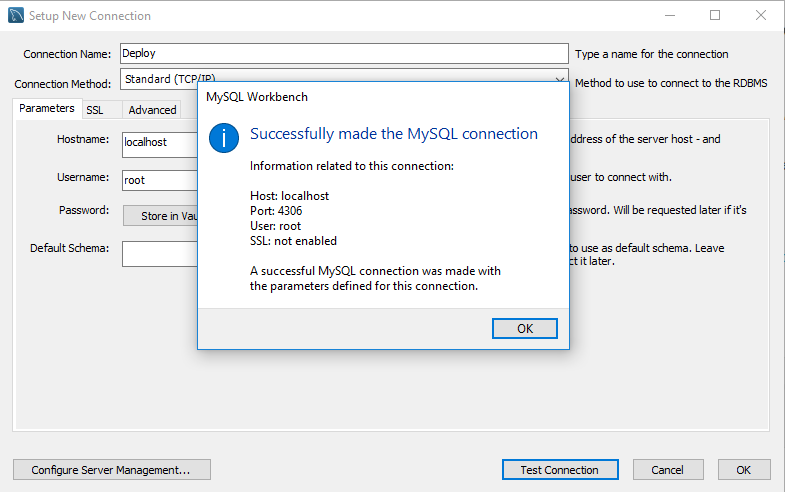 Setup New Connection
Connection Name: Deploy Type a name for the connection
Connection Method: Standard (TCP/IP) Method to use to connect to the RDBMS
Parameters SSL Advanced
MySQL Workbench
Hostname: localhost address of the server host - and
Username: root user to connect with.
Password: Store in Vau assword. Will be requested later if it's
Default Schema: to use as default schema. Leave
ct it later.
Successfully made the MySQL connection
Information related to this connection:
Host: localhost
Port: 4306
User: root
SSL: not enabled
A successful MySQL connection was made with
the parameters defined for this connection.
OK
Configure Server Management... Test Connection Cancel OK